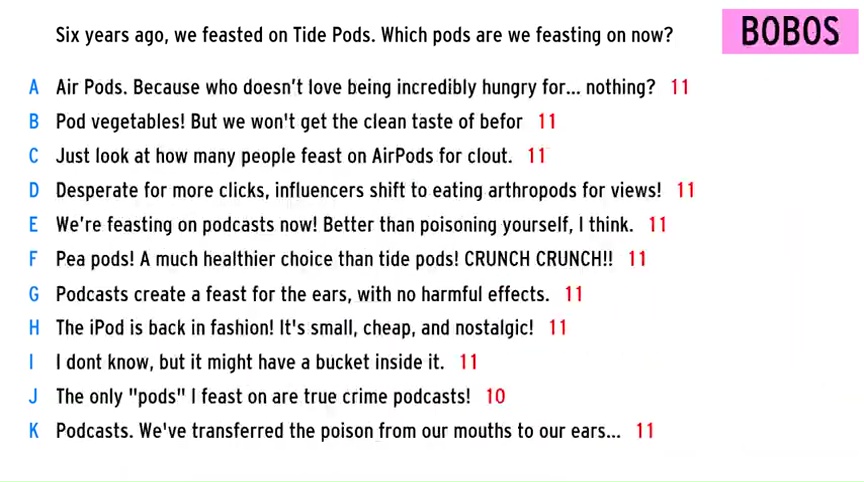 Six years ago, we feasted on Tide Pods. Which pods are we feasting on now?
BOBOS
A Air Pods. Because who doesn't love being incredibly hungry for... nothing? 11
B Pod vegetables! But we won't get the clean taste of befor 11
C Just look at how many people feast on AirPods for clout. 11
D Desperate for more clicks, influencers shift to eating arthropods for views! 11
E We're feasting on podcasts now! Better than poisoning yourself, I think. 11
F Pea pods! A much healthier choice than tide pods! CRUNCH CRUNCH!! 11
G Podcasts create a feast for the ears, with no harmful effects. 11
H The iPod is back in fashion! It's small, cheap, and nostalgic! 11
I I dont know, but it might have a bucket inside it. 11
J The only "pods" I feast on are true crime podcasts! 10
K Podcasts. We've transferred the poison from our mouths to our ears... 11